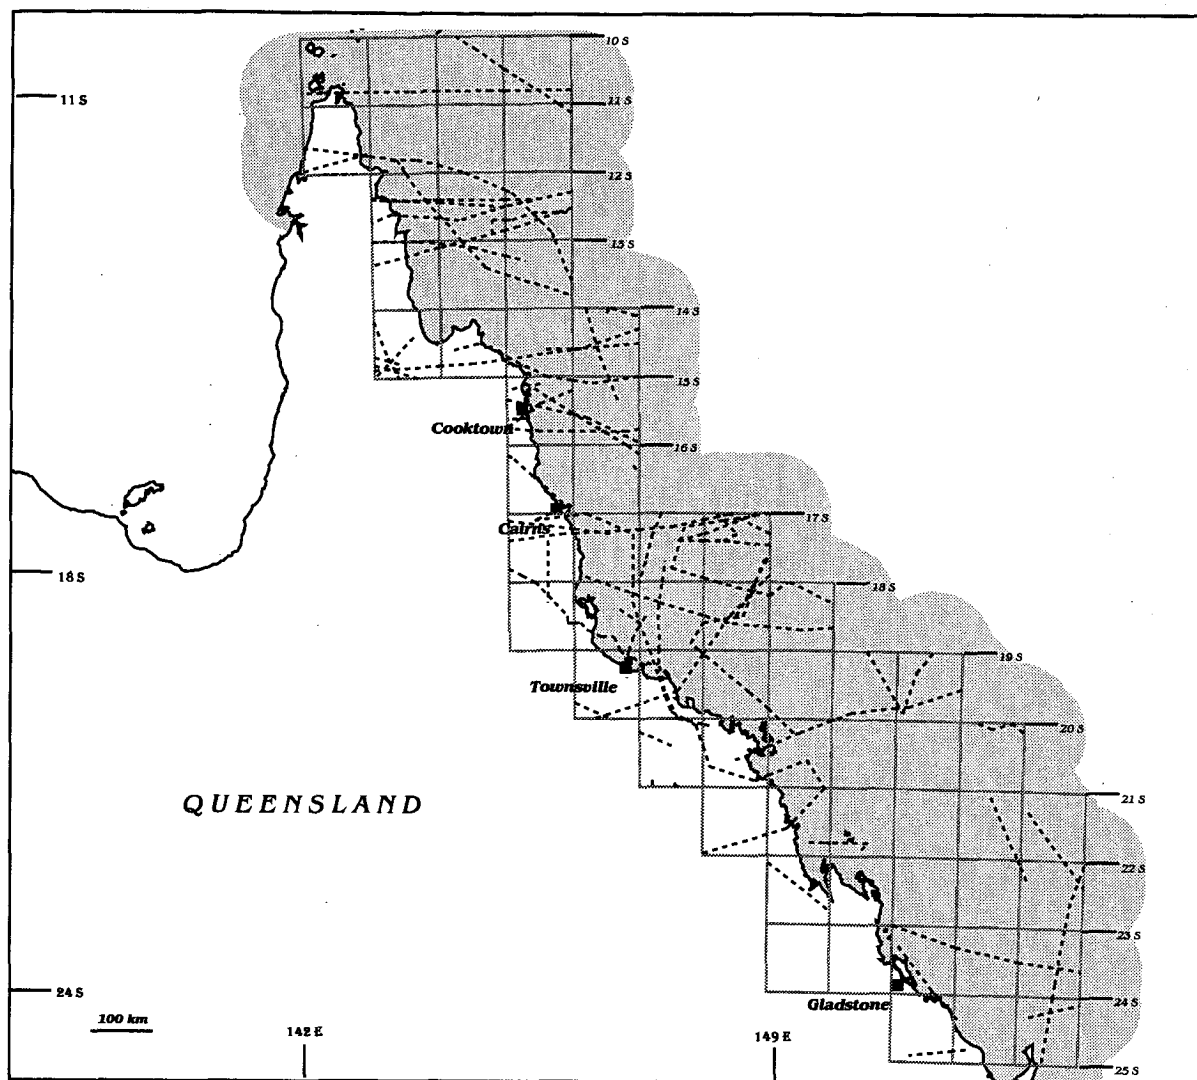 10 S
11 S
11 S
12 S
13 S
14 S
15 S
Cooktown
16 S
Cairns
17 S
18 S
18 S
19 S
Townsville
20 S
QUEENSLAND
21 S
22 S
23 S
24 S
Gladstone
24 S
100 km
142 E
149 E
25 S